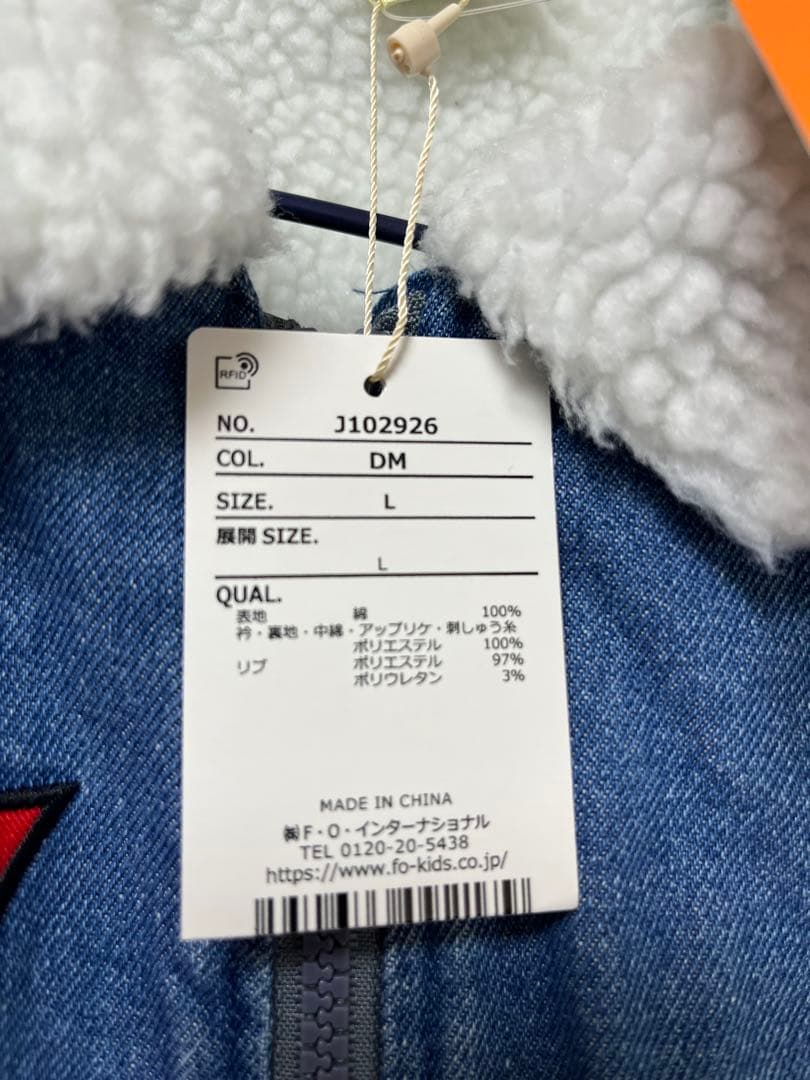 RFID
NO. J102926
COL. DM
SIZE. L
展開 SIZE.
L
QUAL.
表地 綿 100%
衿・裏地・中綿・アップリケ・刺しゅう糸
ポリエステル 100%
リブ ポリエステル 97%
ポリウレタン 3%
MADE IN CHINA
㈱F・O・インターナショナル
TEL 0120-20-5438
https://www.fo-kids.co.jp/